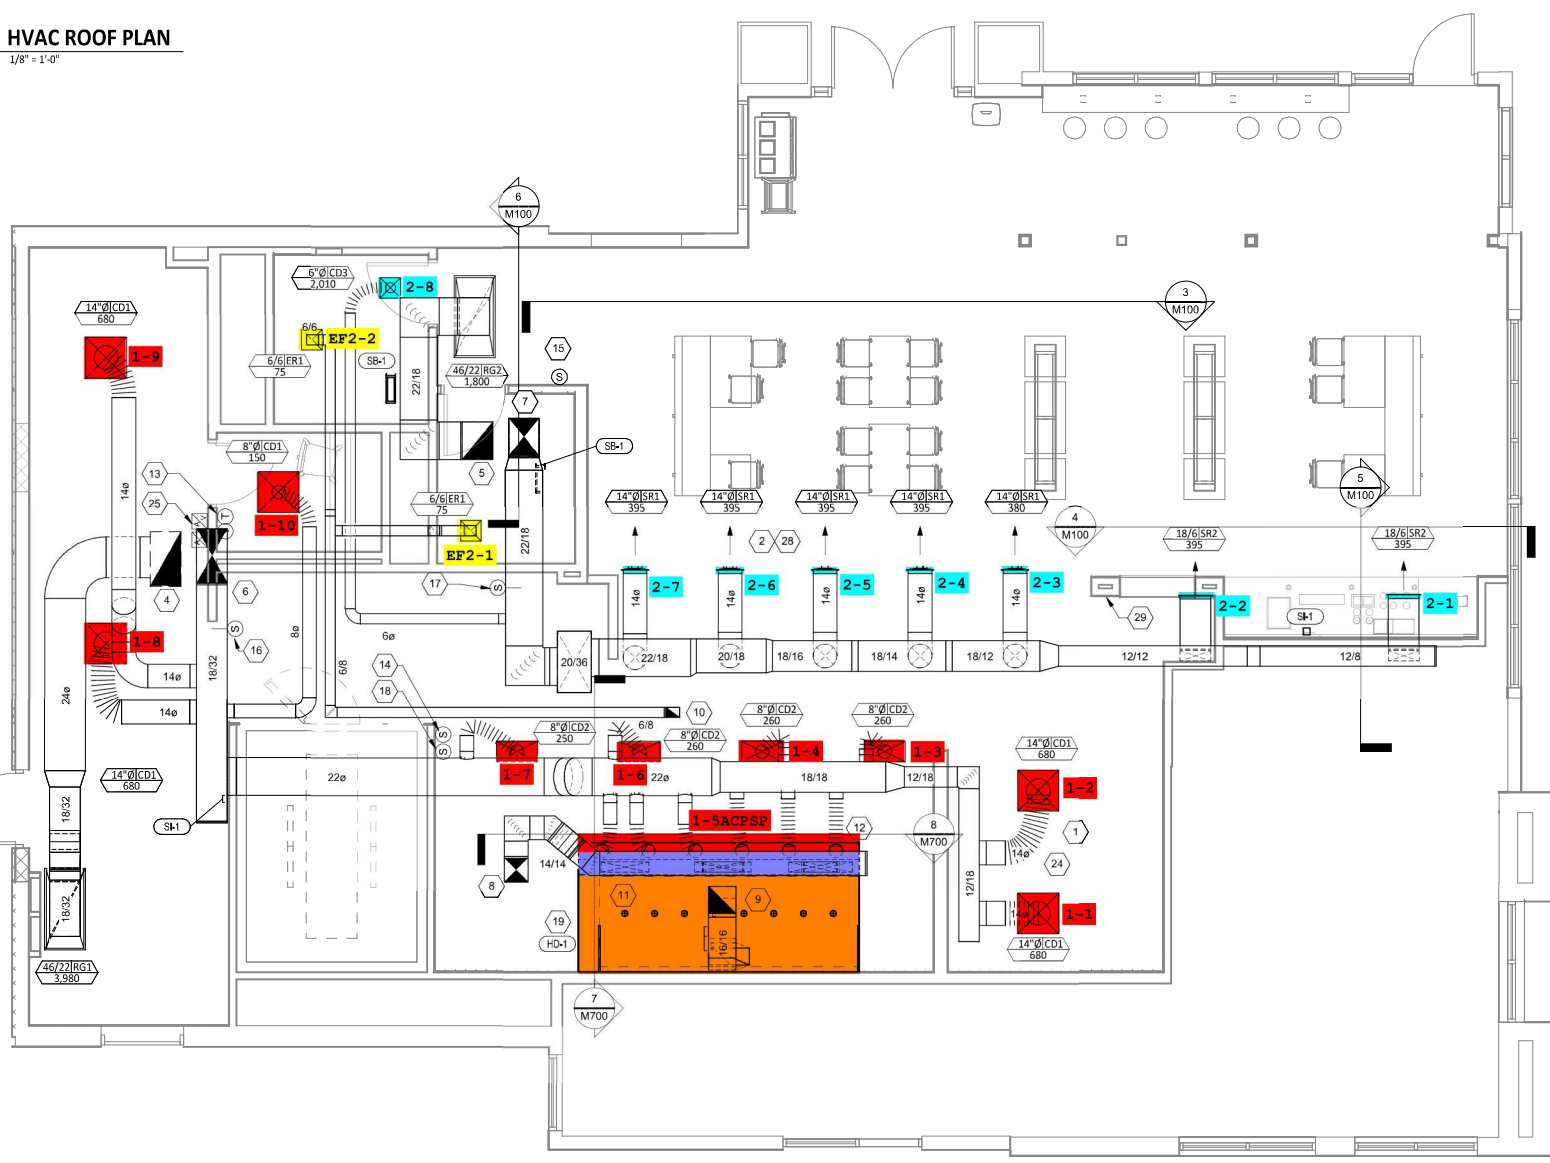 HVAC ROOF PLAN
1/8" = 1'-0"
6
M100
6"Ø CD3
2,010
2-8
3
M100
14"Ø CD1
680
6/6
EF2-2
1-9
6/6 ER1
75
SB-1
22/18
46/22 RG2
1,800
15
S
7
8"Ø CD1
150
SB-1
13
25
5
14ø
1-10
6/6 ER1
75
EF2-1
22/18
14"Ø SR1
395
14"Ø SR1
395
14"Ø SR1
395
14"Ø SR1
395
14"Ø SR1
380
5
M100
4
M100
18/6 SR2
395
18/6 SR2
395
2
28
T
4
6
17
S
2-7
2-6
2-5
2-4
2-3
2-2
2-1
14ø
14ø
14ø
14ø
14ø
29
SI-1
1-8
S
16
8ø
6ø
6/8
18/32
24ø
14ø
14ø
14
18
S
S
20/36
22/18
20/18
18/16
18/14
18/12
12/12
12/8
10
6/8
8"Ø CD2
250
8"Ø CD2
260
8"Ø CD2
260
8"Ø CD2
260
1-7
1-6
1-4
1-3
14"Ø CD1
680
14"Ø CD1
680
22ø
22ø
18/18
12/18
1-2
SI-1
18/32
1-5ACPSP
12
8
M700
1
14ø
24
14/14
8
11
9
12/18
18/32
19
HD-1
16/16
14ø
1-1
14"Ø CD1
680
46/22 RG1
3,980
7
M700